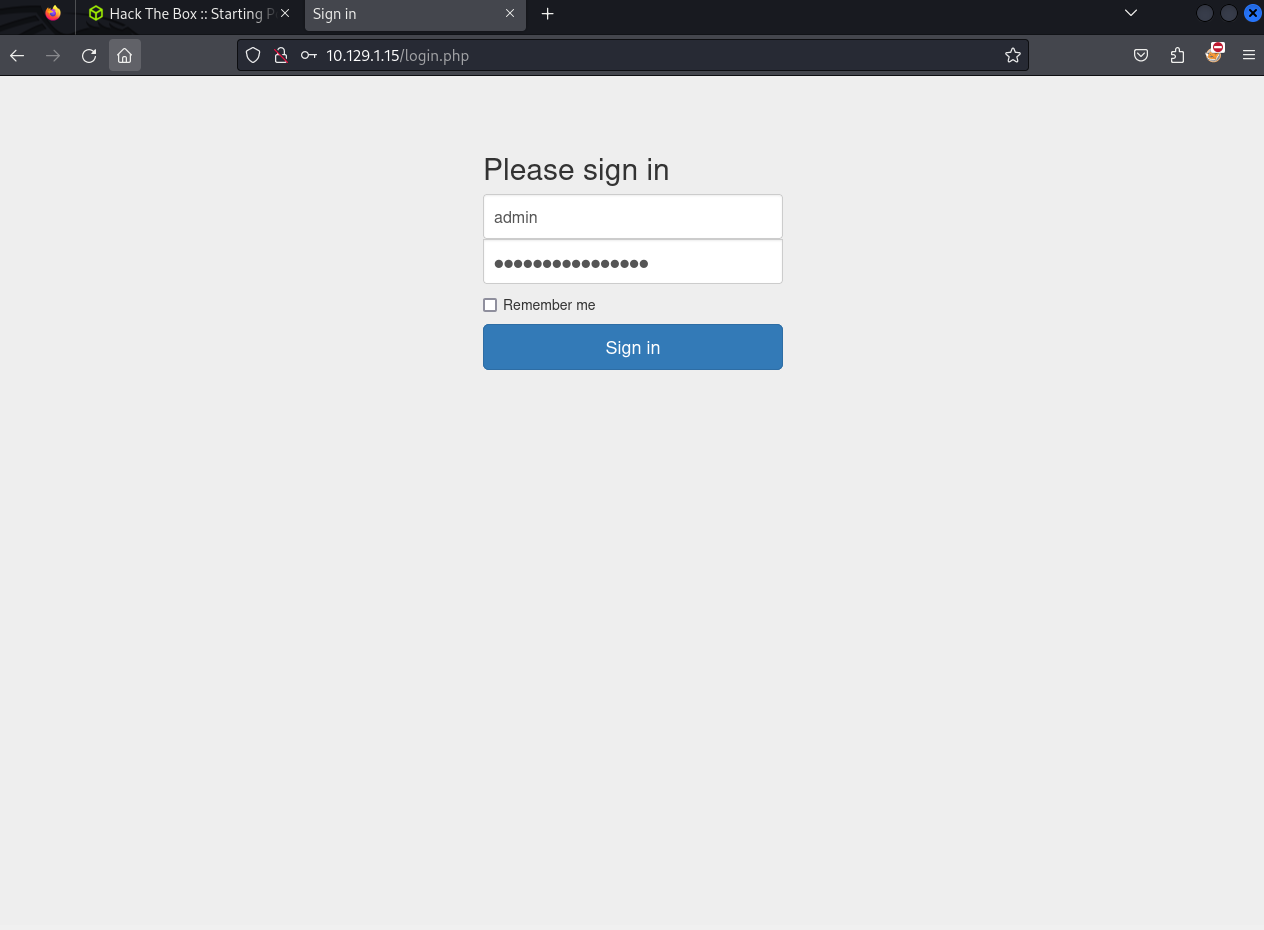 Hack The Box :: Starting P
Sign in
10.129.1.15/login.php
Please sign in
admin
●●●●●●●●●●●●●●●●
Remember me
Sign in